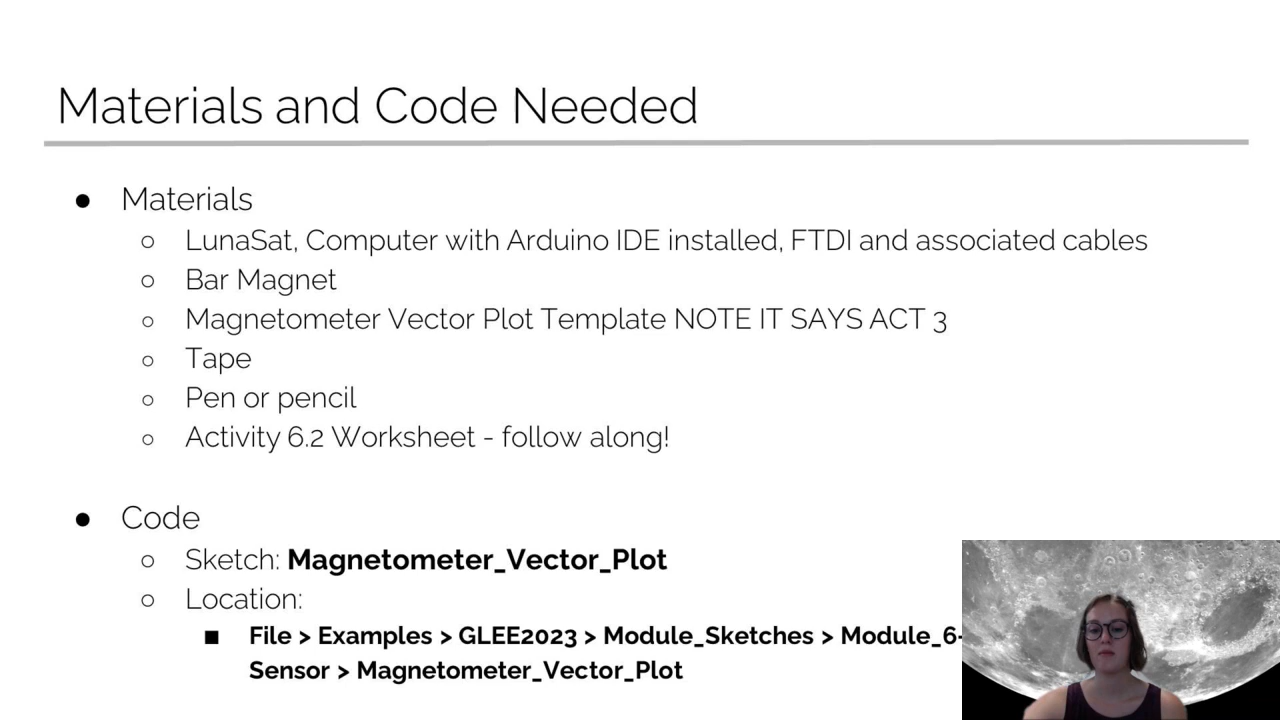 Materials and Code Needed
● Materials
○ LunaSat, Computer with Arduino IDE installed, FTDI and associated cables
○ Bar Magnet
○ Magnetometer Vector Plot Template NOTE IT SAYS ACT 3
○ Tape
○ Pen or pencil
○ Activity 6.2 Worksheet - follow along!
● Code
○ Sketch: Magnetometer_Vector_Plot
○ Location:
■ File > Examples > GLEE2023 > Module_Sketches > Module_6-
Sensor > Magnetometer_Vector_Plot